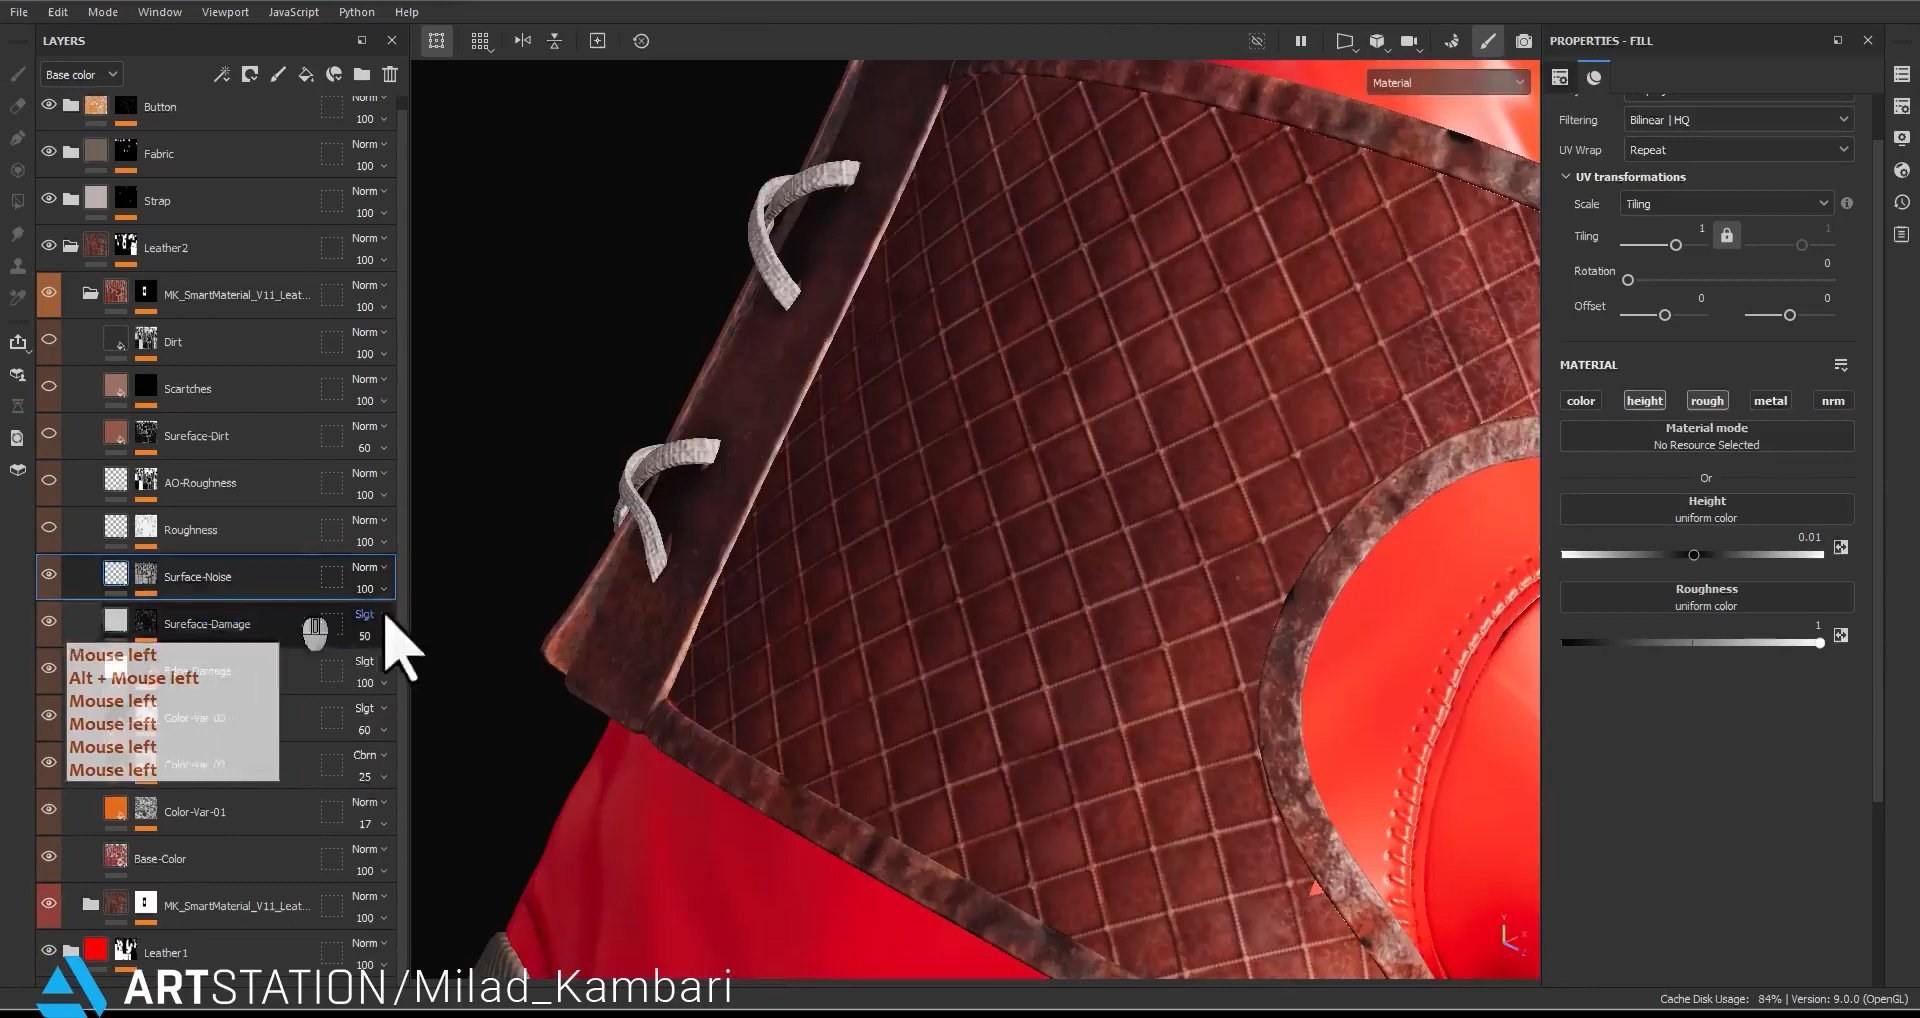 File Edit Mode Window Viewport JavaScript Python Help
LAYERS
Base color
Button Norm 100
Fabric Norm 100
Strap Norm 100
Leather2 Norm 100
MK_SmartMaterial_V11_Leat... Norm 100
Dirt Norm 100
Scartches Norm 100
Sureface-Dirt Norm 60
AO-Roughness Norm 100
Roughness Norm 100
Surface-Noise Norm 100
Sureface-Damage Slgt 50
Edge-Damage Slgt 100
Slgt 60
Cbrn 25
Color-Var-01 Norm 17
Base-Color Norm 100
MK_SmartMaterial_V11_Leat... Norm 100
Leather1 Norm 100
Mouse left
Alt + Mouse left
Mouse left
Mouse left
Mouse left
Mouse left
ARTSTATION/Milad_Kambari
Material
PROPERTIES - FILL
Filtering Bilinear | HQ
UV Wrap Repeat
UV transformations
Scale Tiling
Tiling 1 1
Rotation 0
Offset 0 0
MATERIAL
color height rough metal nrm
Material mode
No Resource Selected
Or
Height
uniform color
0.01
Roughness
uniform color
1
Cache Disk Usage: 84% | Version: 9.0.0 (OpenGL)